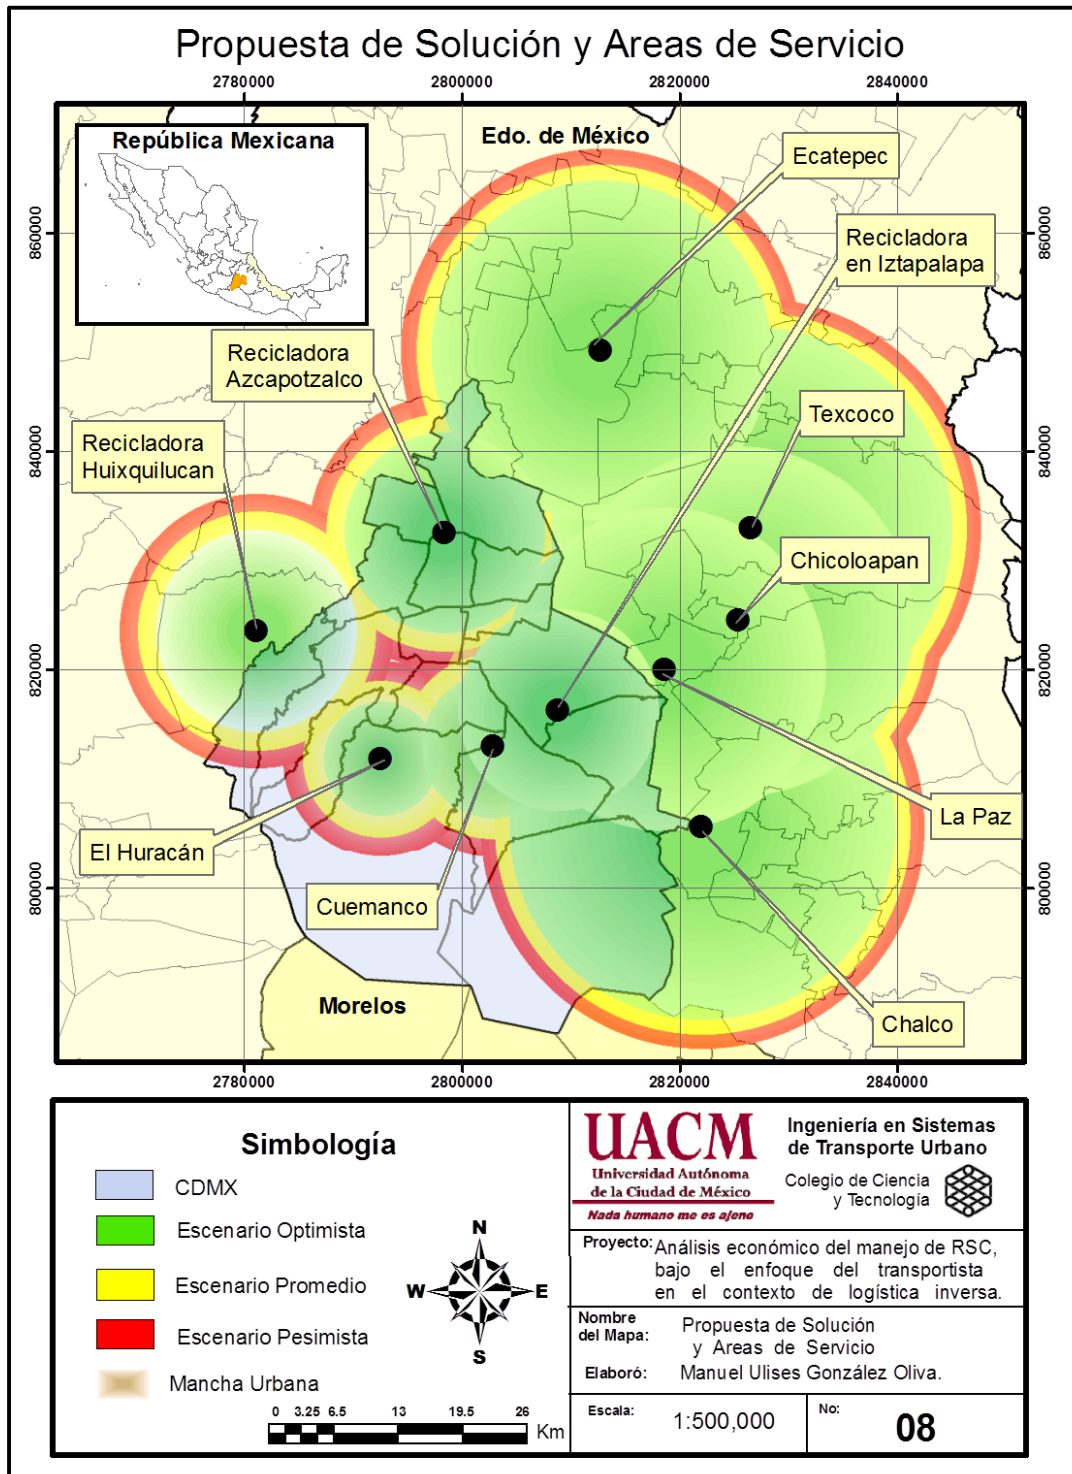 Propuesta de Solución y Areas de Servicio
2780000
2800000
2820000
2840000
República Mexicana
Edo. de México
Ecatepec
860000
860000
Recicladora
en Iztapalapa
Recicladora
Azcapotzalco
Texcoco
Recicladora
Huixquilucan
840000
840000
Chicoloapan
820000
820000
La Paz
El Huracán
Cuemanco
800000
800000
Morelos
Chalco
2780000
2800000
2820000
2840000
Simbología
CDMX
Escenario Optimista
Escenario Promedio
Escenario Pesimista
Mancha Urbana
N
W
E
S
0 3.25 6.5 13 19.5 26
Km
UACM
Universidad Autónoma
de la Ciudad de México
Nada humano me es ajeno
Ingeniería en Sistemas
de Transporte Urbano
Colegio de Ciencia
y Tecnología
Proyecto: Análisis económico del manejo de RSC,
bajo el enfoque del transportista
en el contexto de logística inversa.
Nombre
del Mapa:
Propuesta de Solución
y Areas de Servicio
Elaboró: Manuel Ulises González Oliva.
Escala: 1:500,000
No: 08